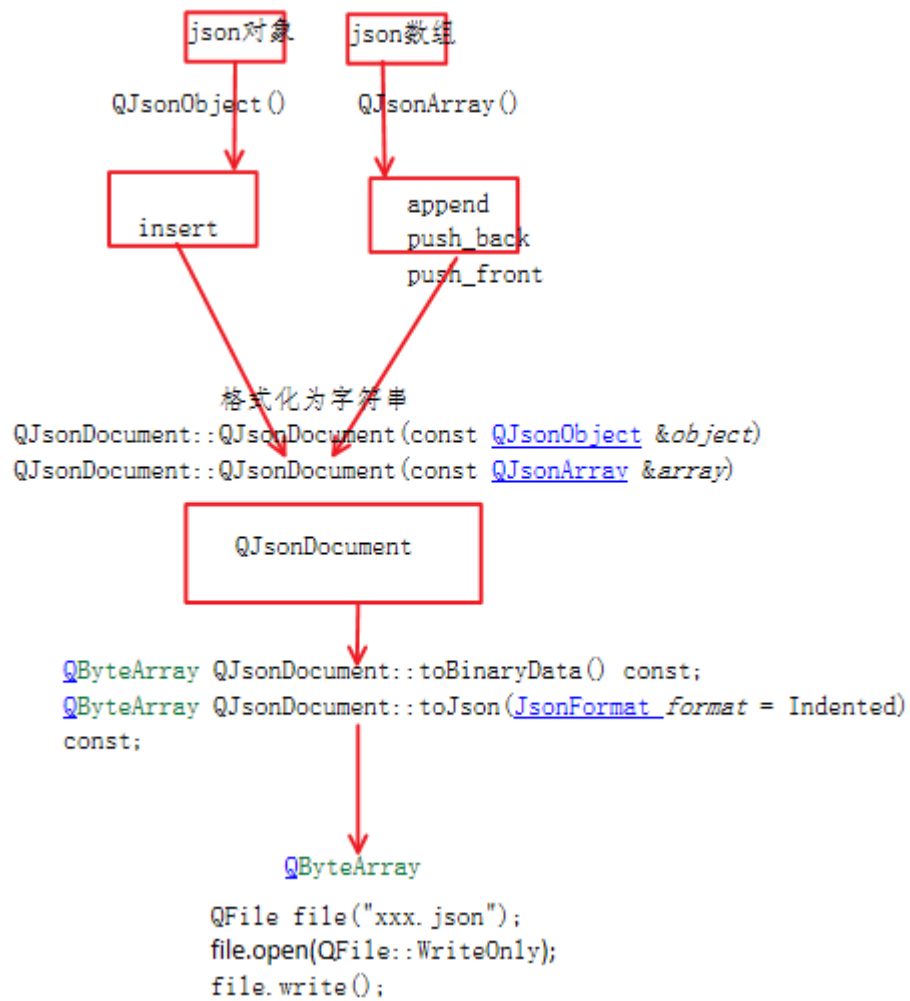 json对象 json数组
QJsonObject() QJsonArray()
insert
append
push_back
push_front
格式化为字符串
QJsonDocument::QJsonDocument(const QJsonObject &object)
QJsonDocument::QJsonDocument(const QJsonArray &array)
QJsonDocument
QByteArray QJsonDocument::toBinaryData() const;
QByteArray QJsonDocument::toJson(JsonFormat format = Indented)
const;
QByteArray
QFile file("xxx.json");
file.open(QFile::WriteOnly);
file.write();